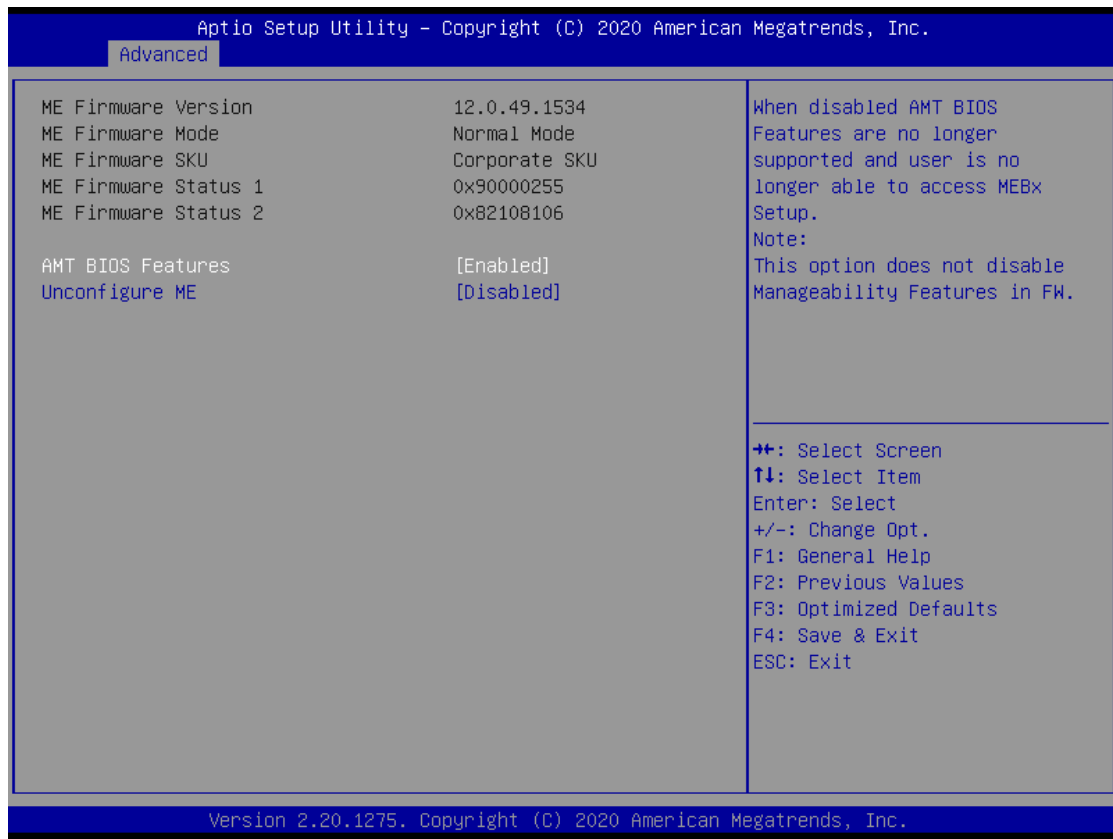 Aptio Setup Utility – Copyright (C) 2020 American Megatrends, Inc.
Advanced
ME Firmware Version 12.0.49.1534
ME Firmware Mode Normal Mode
ME Firmware SKU Corporate SKU
ME Firmware Status 1 0x90000255
ME Firmware Status 2 0x82108106
AMT BIOS Features [Enabled]
Unconfigure ME [Disabled]
When disabled AMT BIOS
Features are no longer
supported and user is no
longer able to access MEBx
Setup.
Note:
This option does not disable
Manageability Features in FW.
→←: Select Screen
↑↓: Select Item
Enter: Select
+/-: Change Opt.
F1: General Help
F2: Previous Values
F3: Optimized Defaults
F4: Save & Exit
ESC: Exit
Version 2.20.1275. Copyright (C) 2020 American Megatrends, Inc.